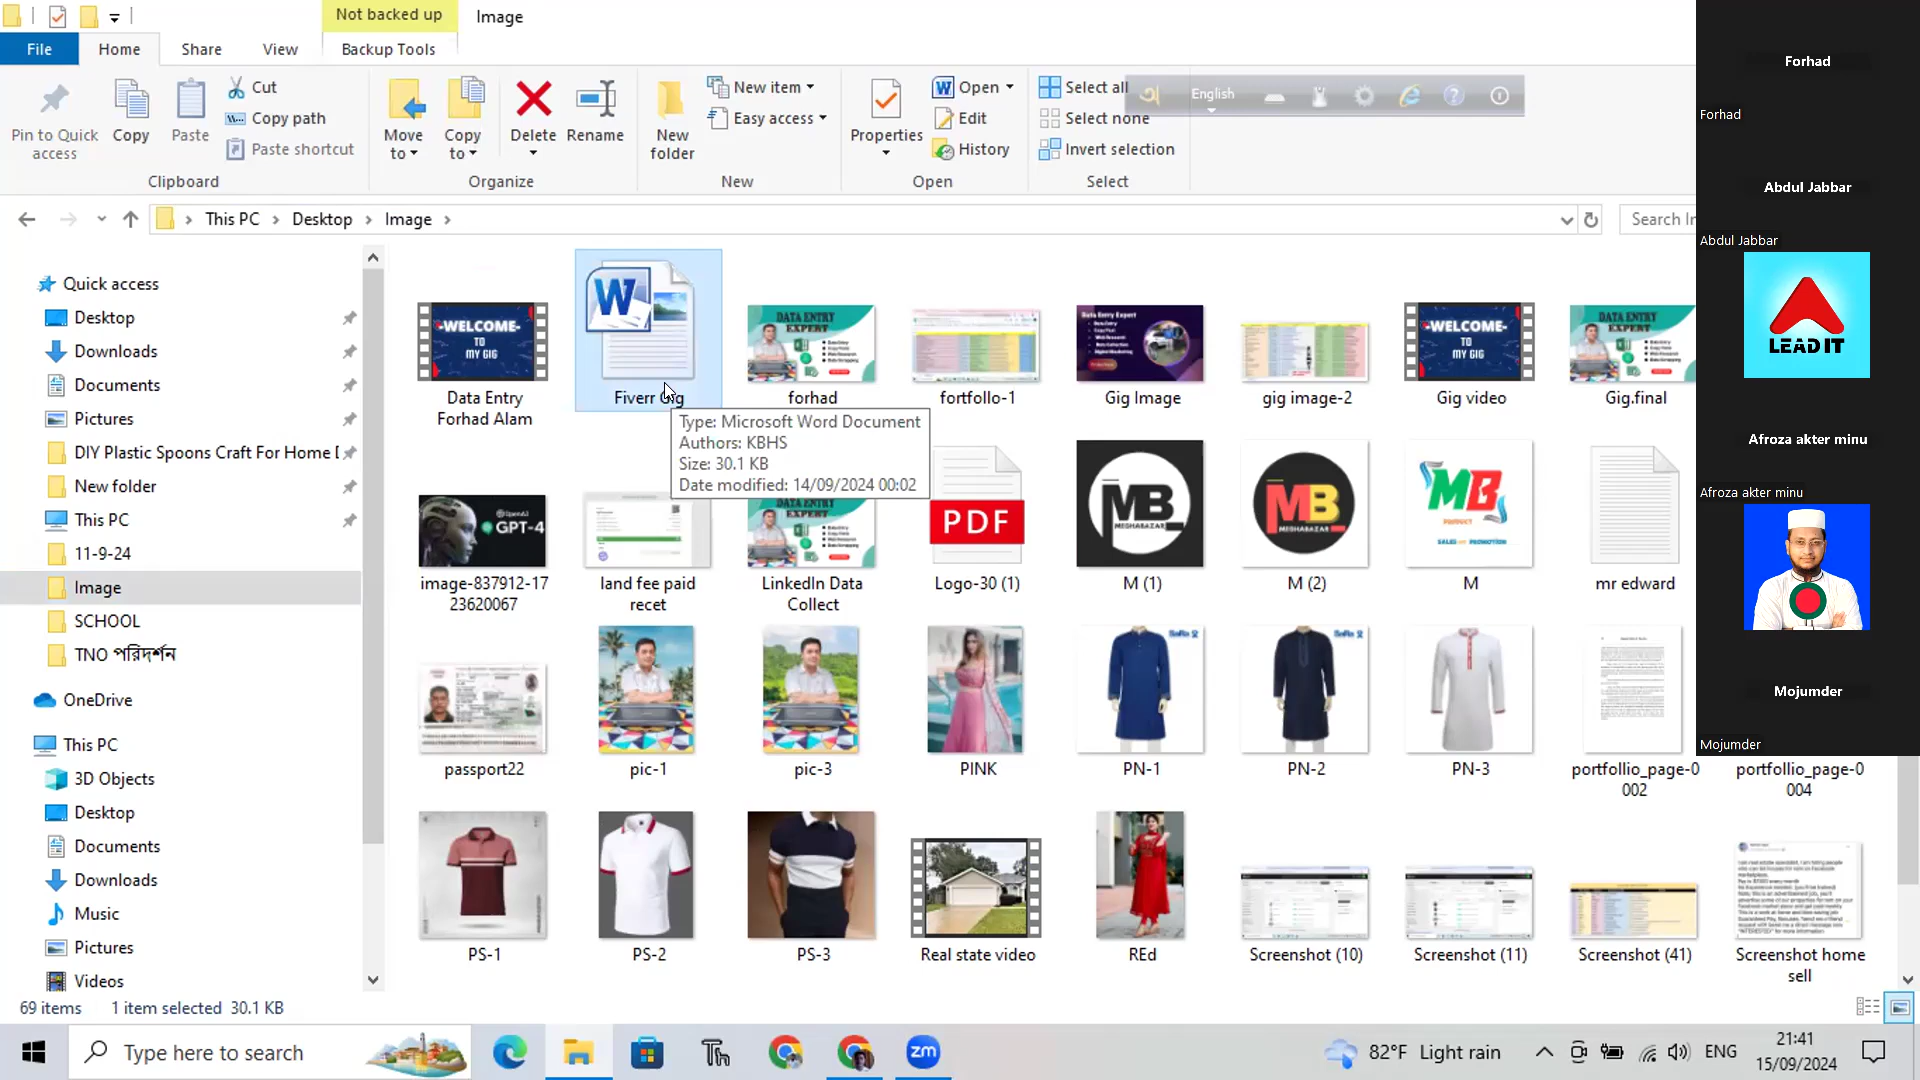 Not backed up
Image
File
Home
Share
View
Backup Tools
Pin to Quick access
Copy
Paste
Cut
Copy path
Paste shortcut
Clipboard
Move to
Copy to
Delete
Rename
Organize
New folder
New item
Easy access
New
Properties
Open
Edit
History
Open
Select all
Select none
Invert selection
Select
English
This PC
Desktop
Image
Search In
Quick access
Desktop
Downloads
Documents
Pictures
DIY Plastic Spoons Craft For Home D
New folder
This PC
11-9-24
Image
SCHOOL
TNO পরিদর্শন
OneDrive
This PC
3D Objects
Desktop
Documents
Downloads
Music
Pictures
Videos
-WELCOME-
TO
MY GIG
Data Entry
Forhad Alam
Fiverr Gig
DATA ENTRY
EXPERT
forhad
fortfollo-1
Data Entry Expert
Gig Image
gig image-2
-WELCOME-
TO
MY GIG
Gig video
DATA ENTRY
EXPERT
Gig.final
Type: Microsoft Word Document
Authors: KBHS
Size: 30.1 KB
Date modified: 14/09/2024 00:02
OpenAI
GPT-4
image-837912-17
23620067
land fee paid
recet
EXPERT
LinkedIn Data
Collect
PDF
Logo-30 (1)
MB
MEGHABAZAR
M (1)
MB
MEGHABAZAR
M (2)
MB
PRODUCT
SALES AND PROMOTION
M
mr edward
passport22
pic-1
pic-3
PINK
PN-1
PN-2
PN-3
portfollio_page-0
002
portfollio_page-0
004
PS-1
PS-2
PS-3
Real state video
REd
Screenshot (10)
Screenshot (11)
Screenshot (41)
Screenshot home
sell
69 items
1 item selected 30.1 KB
Forhad
Forhad
Abdul Jabbar
Abdul Jabbar
LEAD IT
Afroza akter minu
Afroza akter minu
Mojumder
Mojumder
Type here to search
zm
82°F Light rain
ENG
21:41
15/09/2024